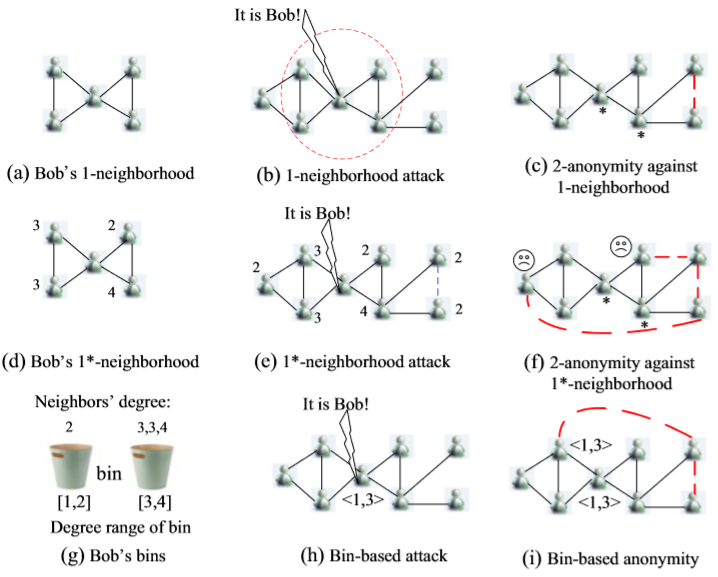 It is Bob!
(a) Bob's 1-neighborhood
(b) 1-neighborhood attack
*
*
(c) 2-anonymity against
1-neighborhood
3
2
3
4
(d) Bob's 1*-neighborhood
It is Bob!
2
3
2
2
3
4
2
(e) 1*-neighborhood attack
*
*
(f) 2-anonymity against
1*-neighborhood
Neighbors' degree:
2
3,3,4
bin
[1,2]
[3,4]
Degree range of bin
(g) Bob's bins
It is Bob!
<1,3>
(h) Bin-based attack
<1,3>
<1,3>
(i) Bin-based anonymity